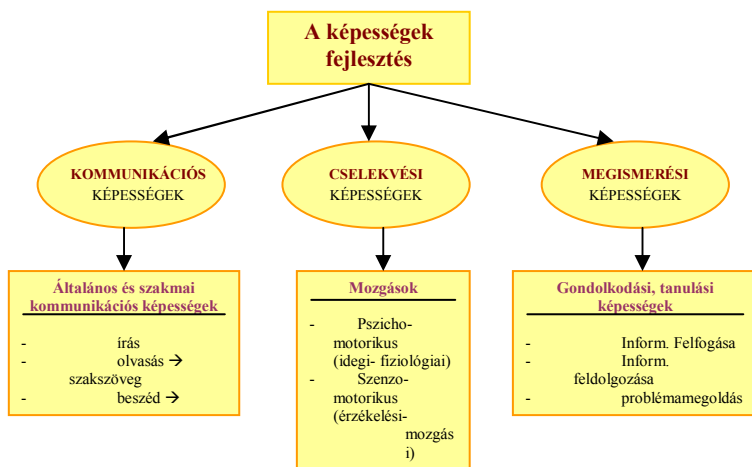 A képességek
fejlesztés
KOMMUNIKÁCIÓS
KÉPESSÉGEK
CSELEKVÉSI
KÉPESSÉGEK
MEGISMERÉSI
KÉPESSÉGEK
Általános és szakmai
kommunikációs képességek
- írás
- olvasás →
szakszöveg
- beszéd →
Mozgások
- Pszicho-
motorikus
(idegi- fiziológiai)
- Szenzo-
motorikus
(érzékelési-
mozgás
i)
Gondolkodási, tanulási
képességek
- Inform. Felfogása
- Inform.
feldolgozása
- problémamegoldás